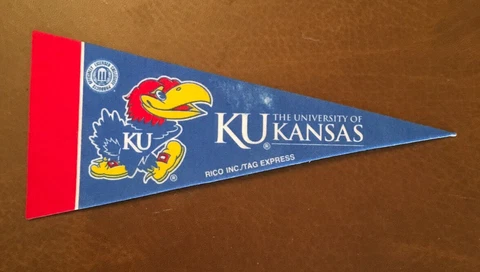 KU
KU THE UNIVERSITY OF
KANSAS
®
®
RICO INC./TAG EXPRESS